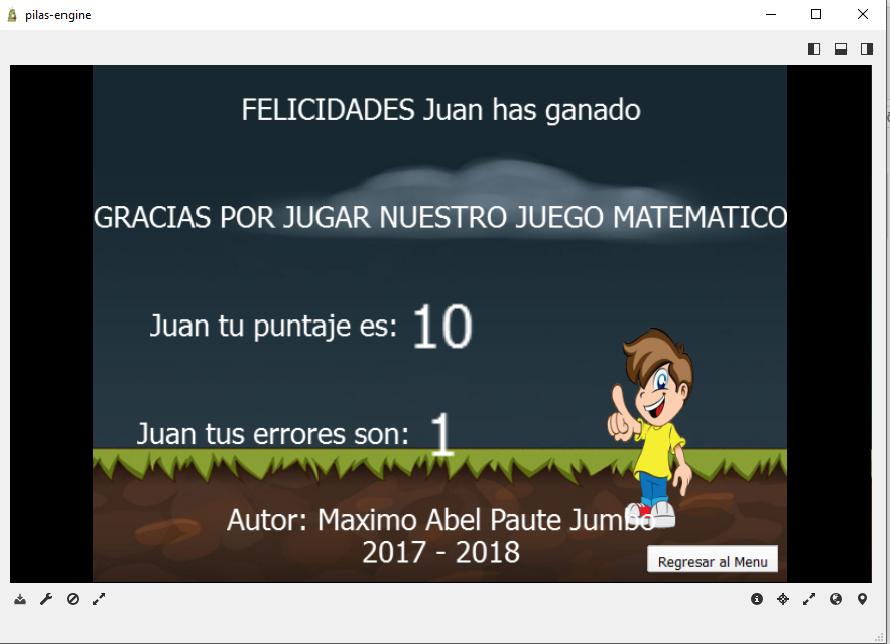 pilas-engine
FELICIDADES Juan has ganado
GRACIAS POR JUGAR NUESTRO JUEGO MATEMATICO
Juan tu puntaje es: 10
Juan tus errores son: 1
Autor: Maximo Abel Paute Jumbo
2017 - 2018
Regresar al Menu